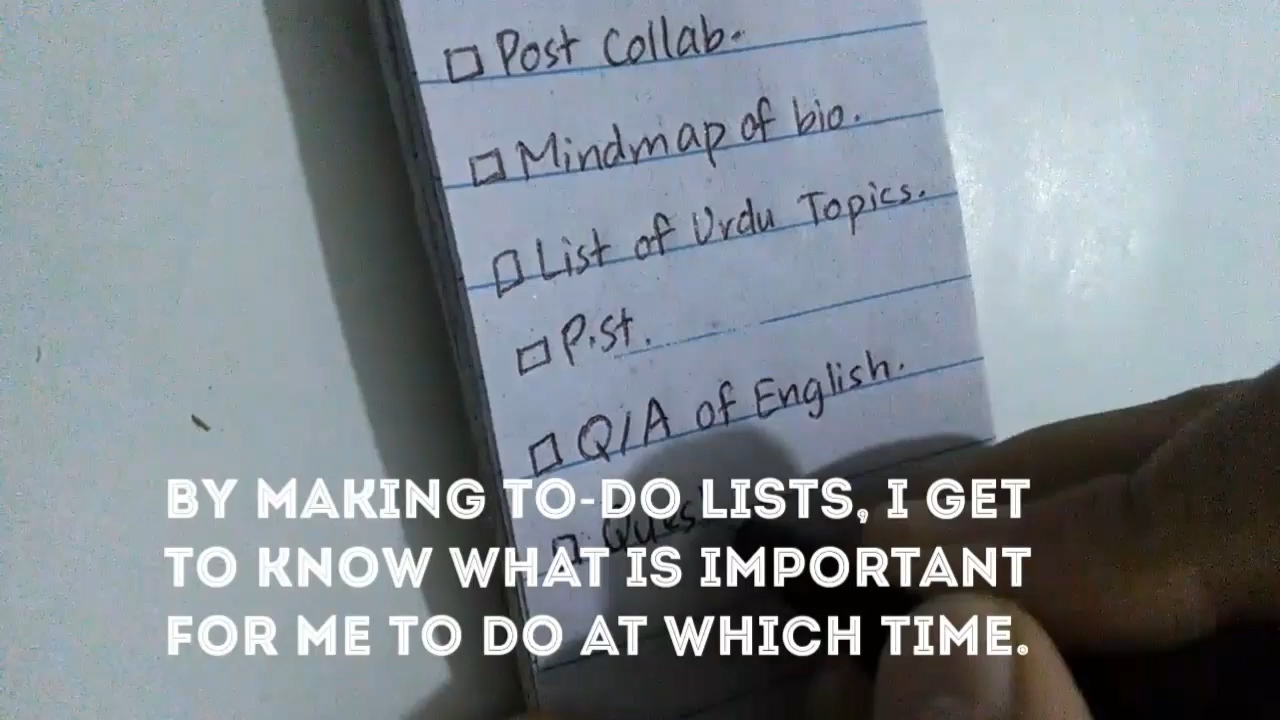 Post Collab.
Mindmap of bio.
List of Urdu Topics.
P.st.
Q/A of English.
Ques
BY MAKING TO-DO LISTS, I GET
TO KNOW WHAT IS IMPORTANT
FOR ME TO DO AT WHICH TIME.